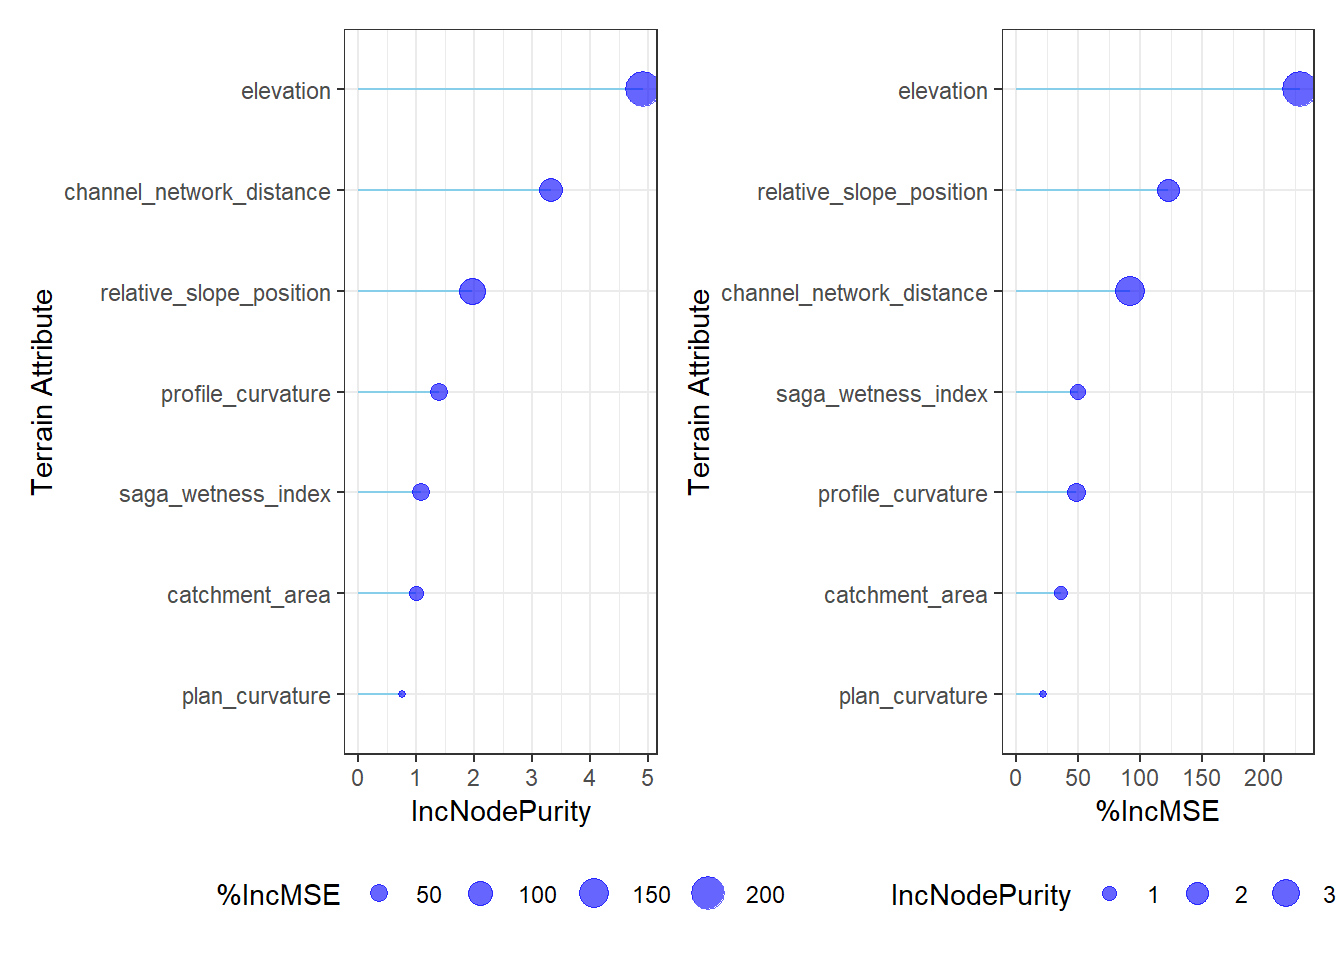 elevation
channel_network_distance
relative_slope_position
profile_curvature
saga_wetness_index
catchment_area
plan_curvature
Terrain Attribute
0 1 2 3 4 5
IncNodePurity
elevation
relative_slope_position
channel_network_distance
saga_wetness_index
profile_curvature
catchment_area
plan_curvature
Terrain Attribute
0 50 100 150 200
%IncMSE
%IncMSE 50 100 150 200
IncNodePurity 1 2 3